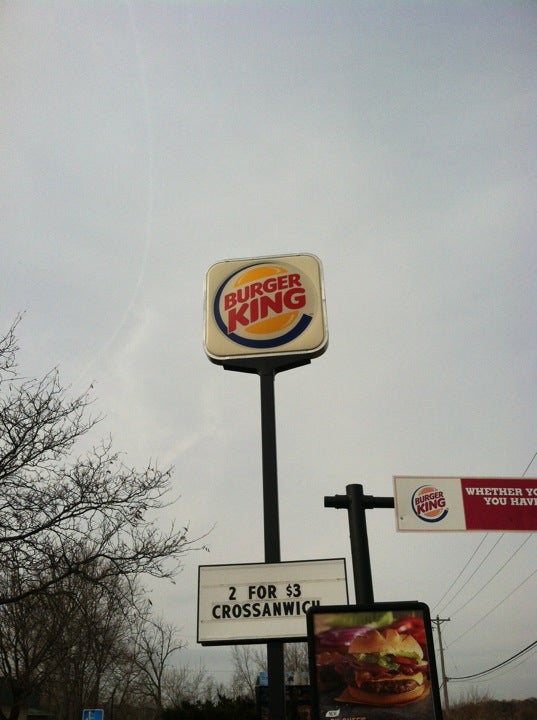 BURGER
KING
BURGER
KING
WHETHER YO
YOU HAV
2 FOR $3
CROSSANWICH